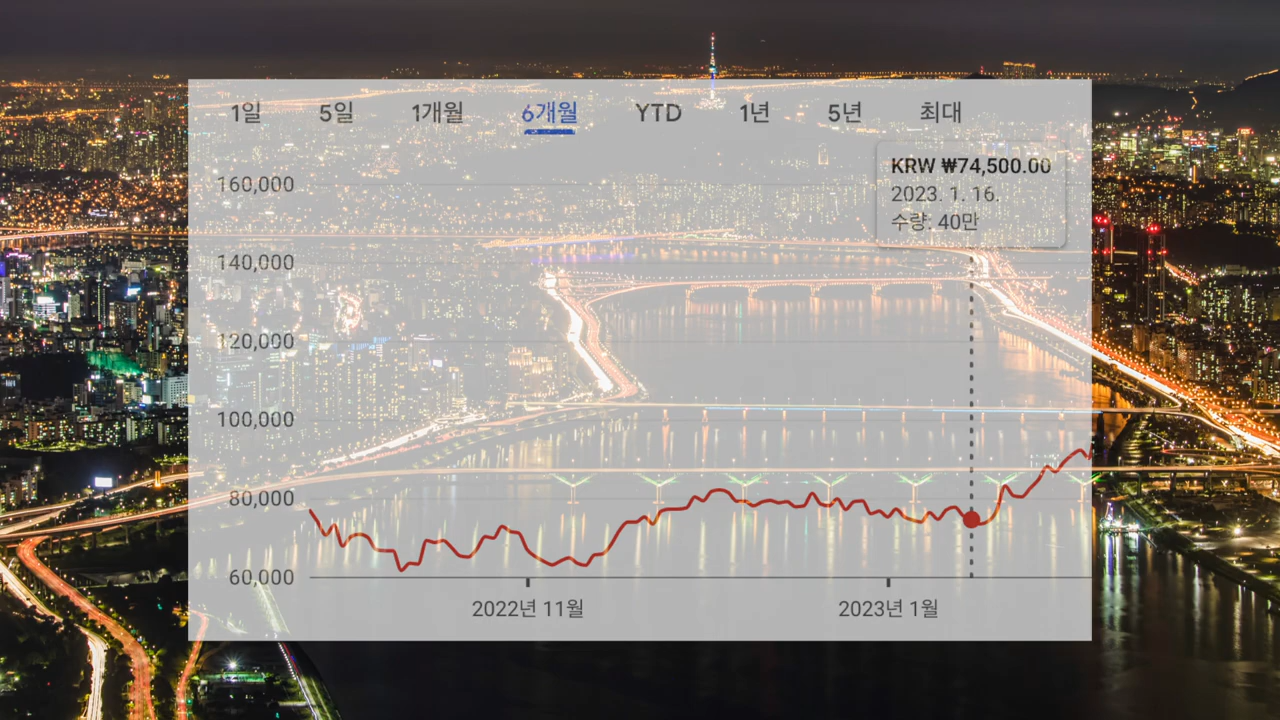 1일 5일 1개월 6개월 YTD 1년 5년 최대
KRW ₩74,500.00
2023. 1. 16.
수량: 40만
160,000
140,000
120,000
100,000
80,000
60,000
2022년 11월 2023년 1월